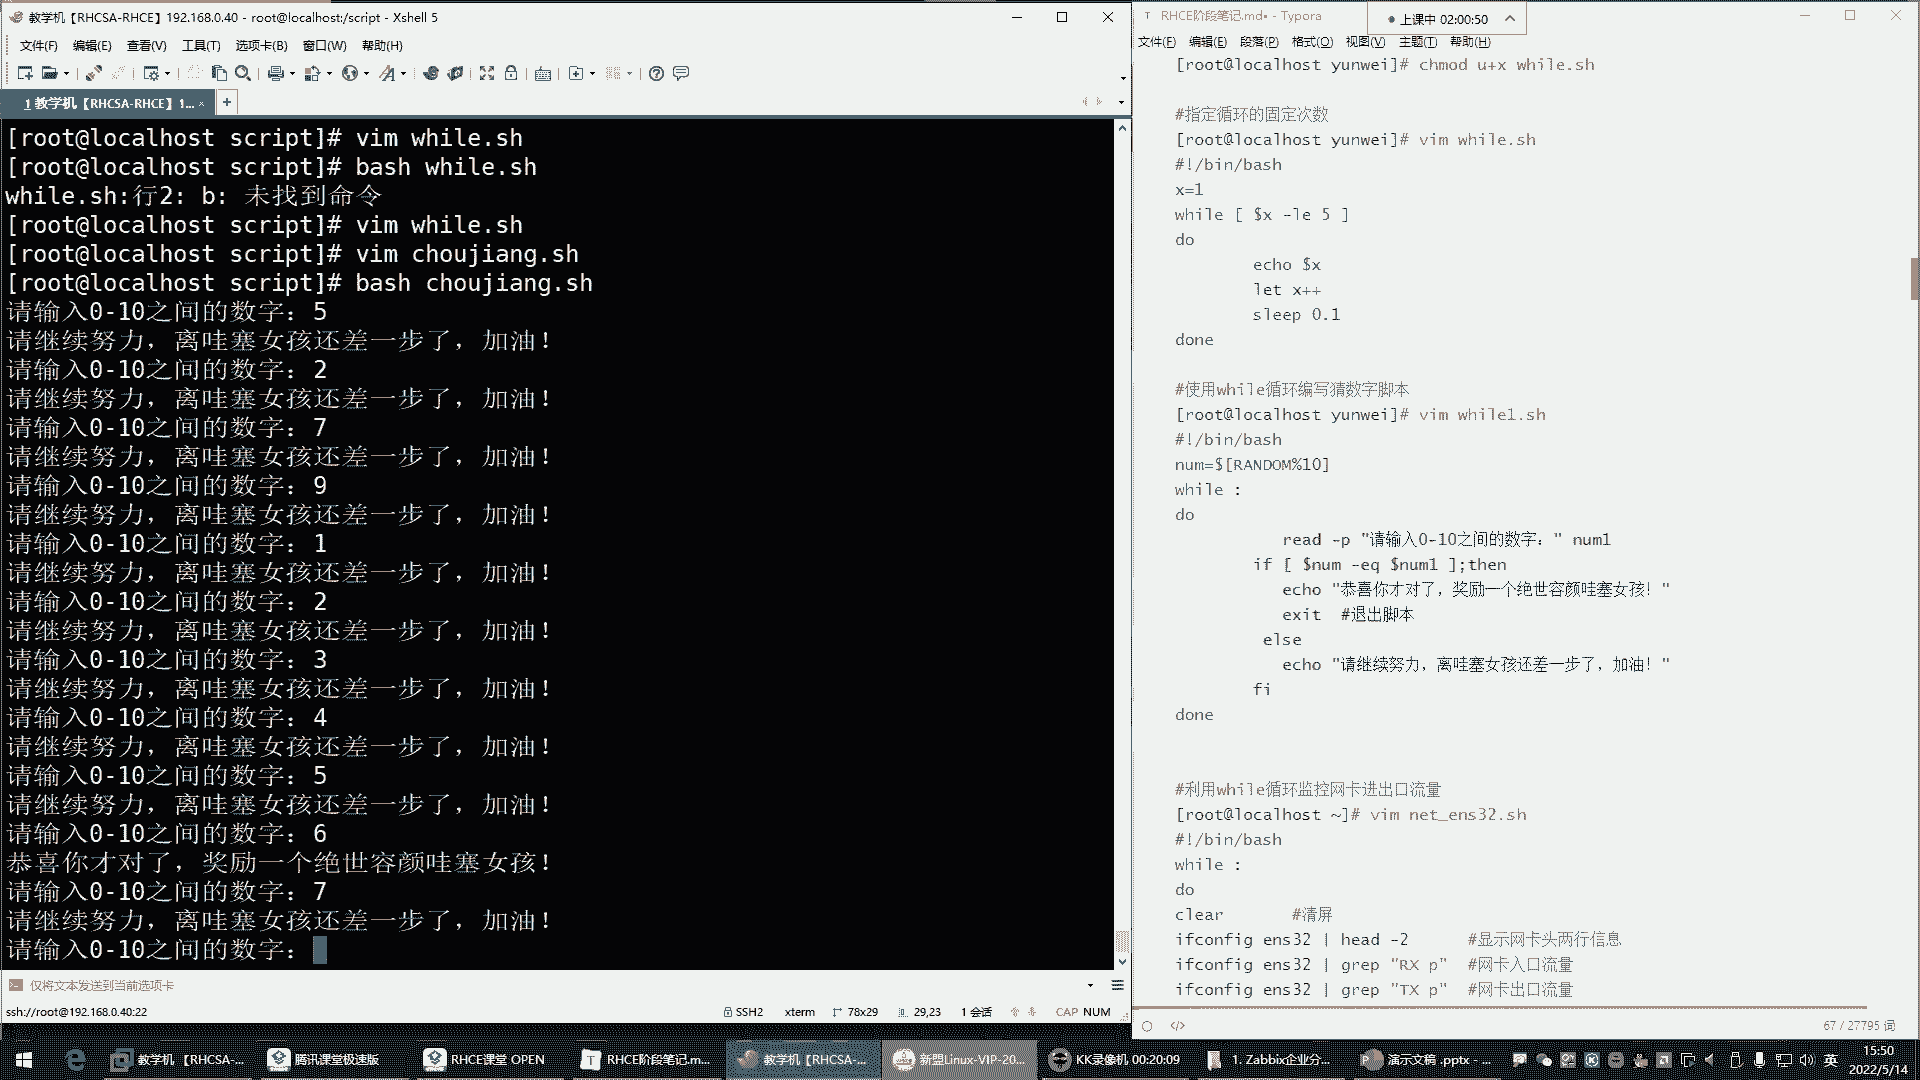 教学机【RHCSA-RHCE】192.168.0.40 - root@localhost:/script - Xshell 5
文件(F) 编辑(E) 查看(V) 工具(T) 选项卡(B) 窗口(W) 帮助(H)
1 教学机【RHCSA-RHCE】1...
[root@localhost script]# vim while.sh
[root@localhost script]# bash while.sh
while.sh:行2: b: 未找到命令
[root@localhost script]# vim while.sh
[root@localhost script]# vim choujiang.sh
[root@localhost script]# bash choujiang.sh
请输入0-10之间的数字：5
请继续努力，离哇塞女孩还差一步了，加油！
请输入0-10之间的数字：2
请继续努力，离哇塞女孩还差一步了，加油！
请输入0-10之间的数字：7
请继续努力，离哇塞女孩还差一步了，加油！
请输入0-10之间的数字：9
请继续努力，离哇塞女孩还差一步了，加油！
请输入0-10之间的数字：1
请继续努力，离哇塞女孩还差一步了，加油！
请输入0-10之间的数字：2
请继续努力，离哇塞女孩还差一步了，加油！
请输入0-10之间的数字：3
请继续努力，离哇塞女孩还差一步了，加油！
请输入0-10之间的数字：4
请继续努力，离哇塞女孩还差一步了，加油！
请输入0-10之间的数字：5
请继续努力，离哇塞女孩还差一步了，加油！
请输入0-10之间的数字：6
恭喜你才对了，奖励一个绝世容颜哇塞女孩！
请输入0-10之间的数字：7
请继续努力，离哇塞女孩还差一步了，加油！
请输入0-10之间的数字：
仅将文本发送到当前选项卡
ssh://root@192.168.0.40:22 SSH2 xterm 78x29 29,23 1 会话 CAP NUM
RHCE阶段笔记.md• - Typora
上课中 02:00:50
文件(F) 编辑(E) 段落(P) 格式(O) 视图(V) 主题(T) 帮助(H)
[root@localhost yunwei]# chmod u+x while.sh
#指定循环的固定次数
[root@localhost yunwei]# vim while.sh
#!/bin/bash
x=1
while [ $x -le 5 ]
do
echo $x
let x++
sleep 0.1
done
#使用while循环编写猜数字脚本
[root@localhost yunwei]# vim while1.sh
#!/bin/bash
num=$[RANDOM%10]
while :
do
read -p "请输入0-10之间的数字：" num1
if [ $num -eq $num1 ];then
echo "恭喜你才对了，奖励一个绝世容颜哇塞女孩！"
exit #退出脚本
else
echo "请继续努力，离哇塞女孩还差一步了，加油！"
fi
done
#利用while循环监控网卡进出口流量
[root@localhost ~]# vim net_ens32.sh
#!/bin/bash
while :
do
clear #清屏
ifconfig ens32 | head -2 #显示网卡头两行信息
ifconfig ens32 | grep "RX p" #网卡入口流量
ifconfig ens32 | grep "TX p" #网卡出口流量
67 / 27795 词
教学机 【RHCSA-... 腾讯课堂极速版 RHCE课堂 OPEN RHCE阶段笔记.m... 教学机【RHCSA-... 新盟Linux-VIP-20... KK录像机 00:20:09 1. Zabbix企业分... 演示文稿 .pptx - ... 英
15:50
2022/5/14